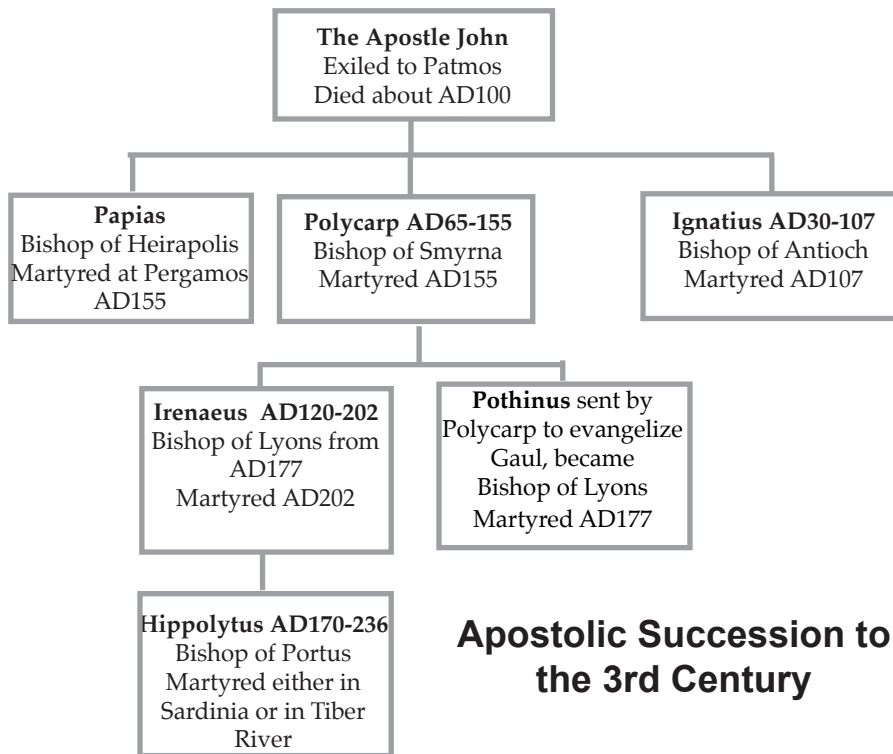 The Apostle John
Exiled to Patmos
Died about AD100
Papias
Bishop of Heirapolis
Martyred at Pergamos
AD155
Polycarp AD65-155
Bishop of Smyrna
Martyred AD155
Ignatius AD30-107
Bishop of Antioch
Martyred AD107
Irenaeus AD120-202
Bishop of Lyons from
AD177
Martyred AD202
Pothinus sent by
Polycarp to evangelize
Gaul, became
Bishop of Lyons
Martyred AD177
Hippolytus AD170-236
Bishop of Portus
Martyred either in
Sardinia or in Tiber
River
Apostolic Succession to
the 3rd Century